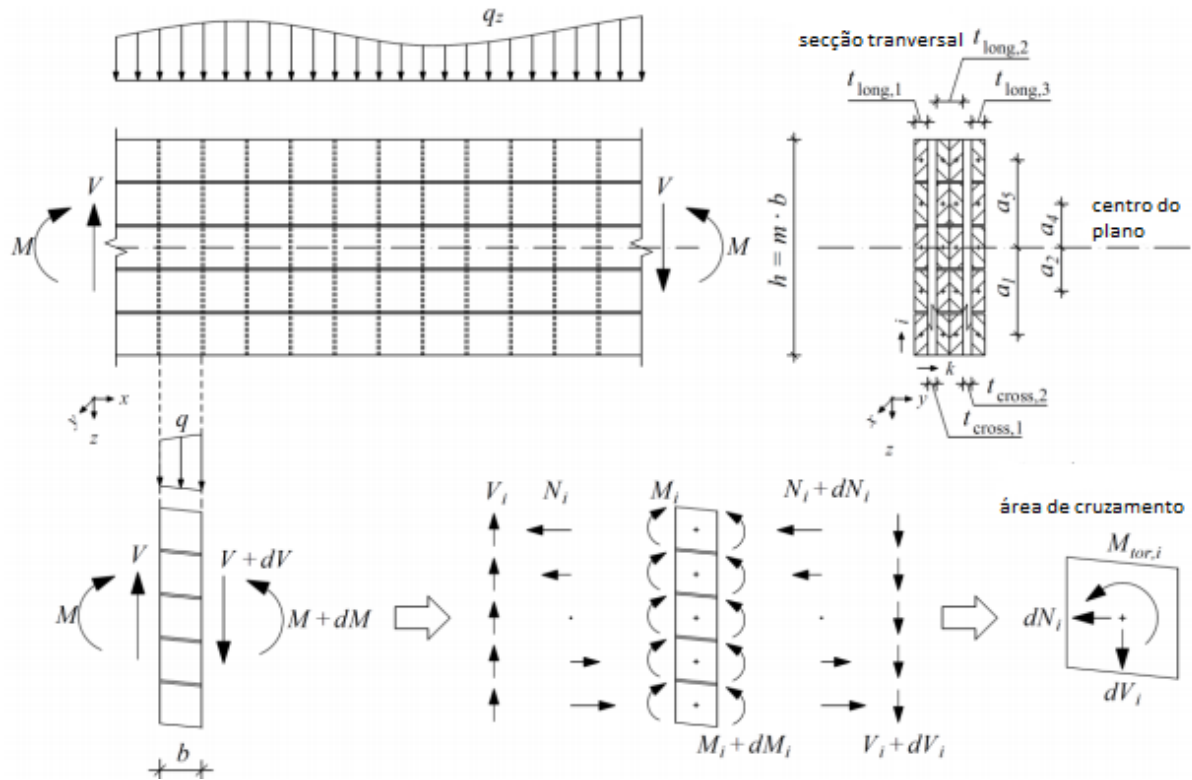 q_z
secção tranversal t_long,2
t_long,1
t_long,3
V
M
V
M
h = m · b
a_5
a_4
centro do
plano
a_1
a_2
i
k
x
y
z
x
y
z
t_cross,2
t_cross,1
q
V
V + dV
M
M + dM
b
V_i
N_i
M_i
N_i + dN_i
M_i + dM_i
V_i + dV_i
área de cruzamento
M_tor,i
dN_i
dV_i